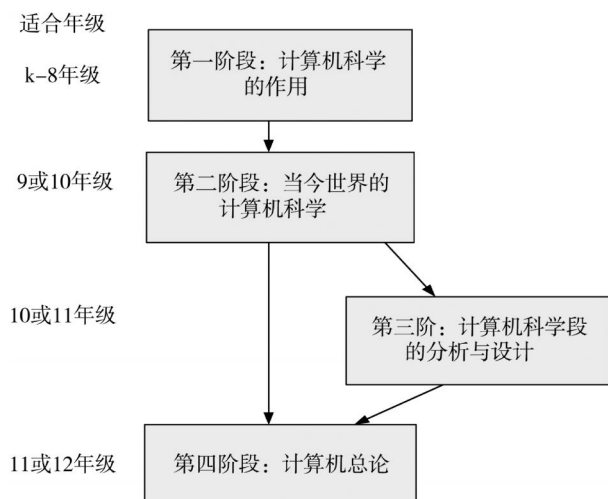 适合年级
第一阶段：计算机科学
的作用
k-8年级
9或10年级
第二阶段：当今世界的
计算机科学
10或11年级
第三阶：计算机科学段
的分析与设计
11或12年级
第四阶段：计算机总论